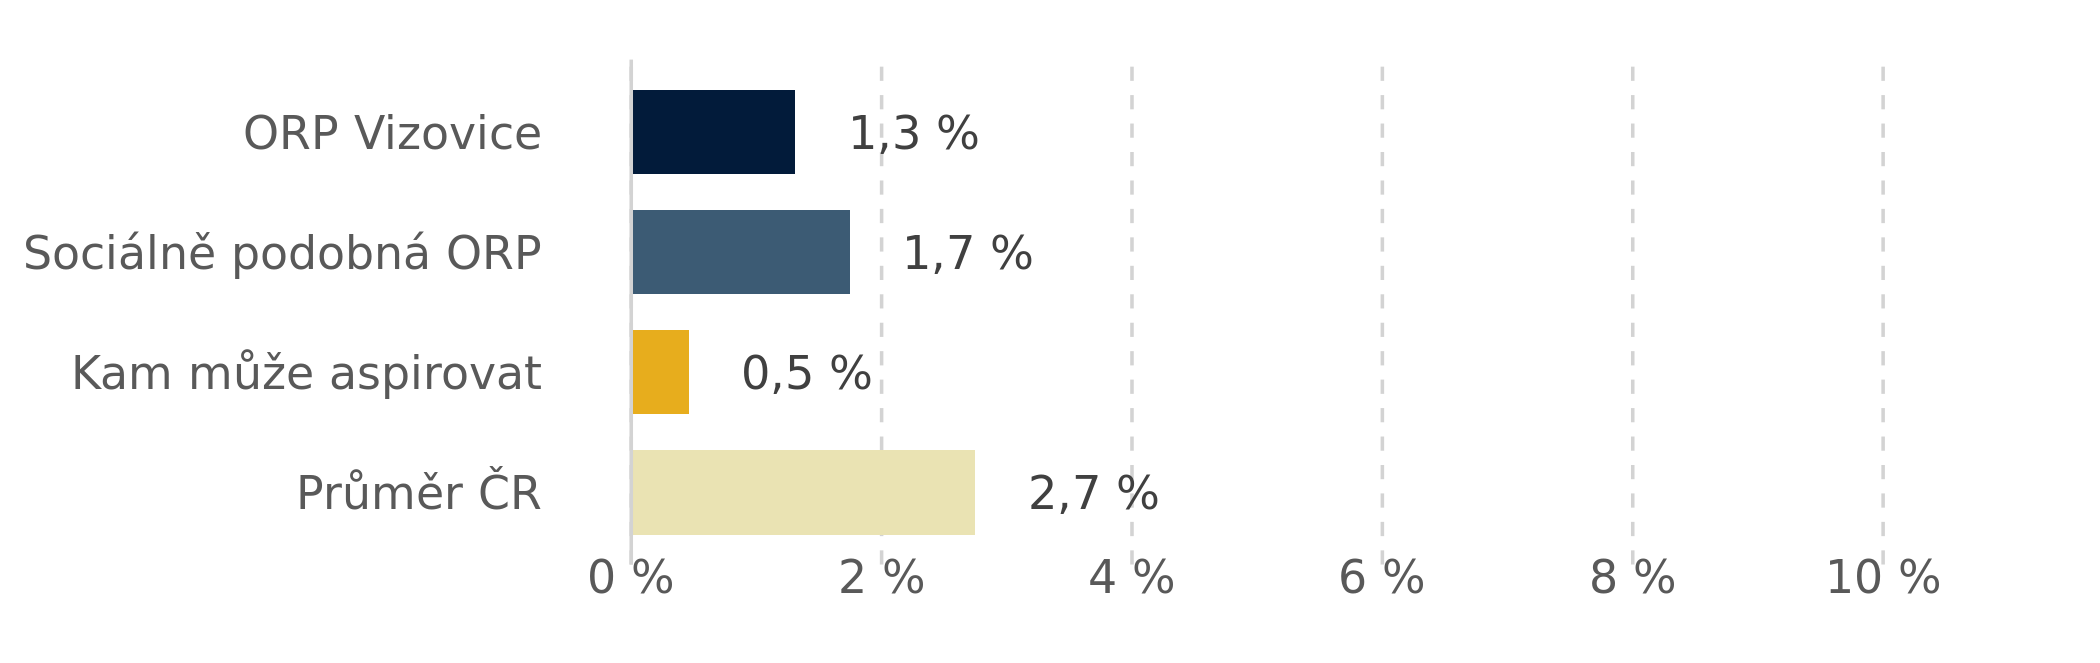 ORP Vizovice 1,3 %
Sociálně podobná ORP 1,7 %
Kam může aspirovat 0,5 %
Průměr ČR 2,7 %
0 % 2 % 4 % 6 % 8 % 10 %